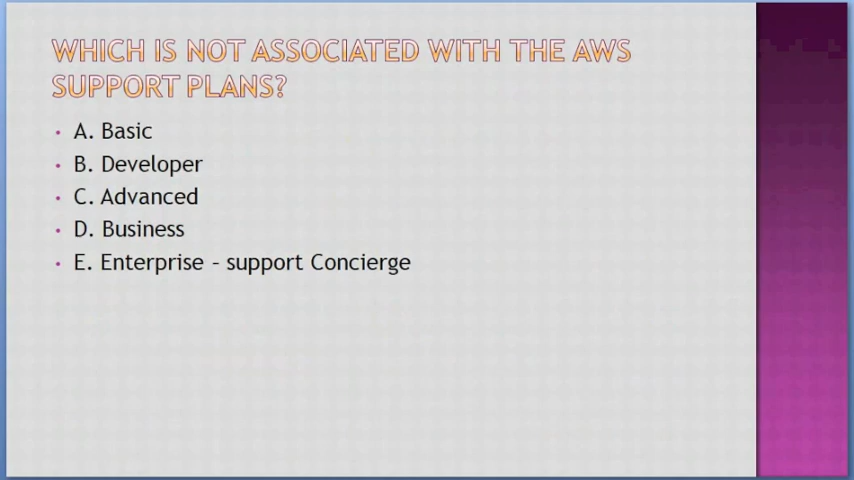 WHICH IS NOT ASSOCIATED WITH THE AWS
SUPPORT PLANS?
• A. Basic
• B. Developer
• C. Advanced
• D. Business
• E. Enterprise – support Concierge